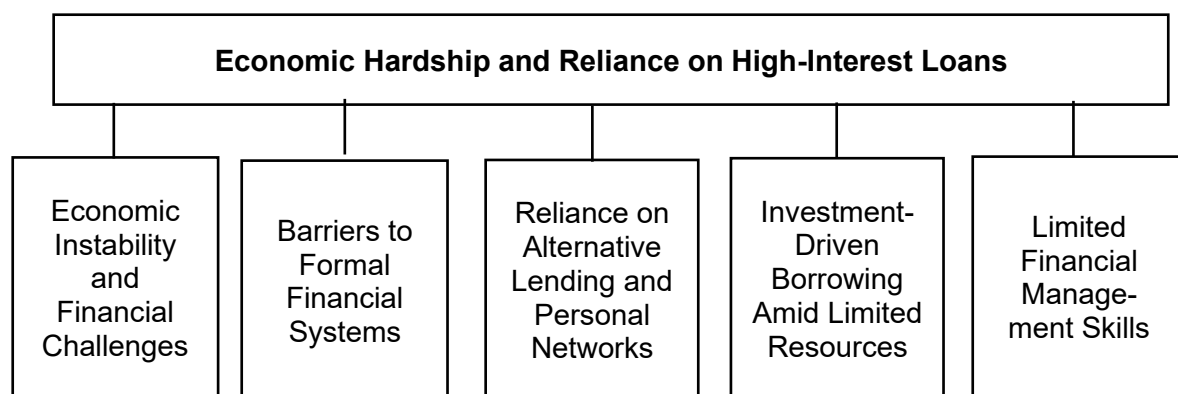 Economic Hardship and Reliance on High-Interest Loans
Economic
Instability
and
Financial
Challenges
Barriers to
Formal
Financial
Systems
Reliance on
Alternative
Lending and
Personal
Networks
Investment-
Driven
Borrowing
Amid Limited
Resources
Limited
Financial
Manage-
ment Skills